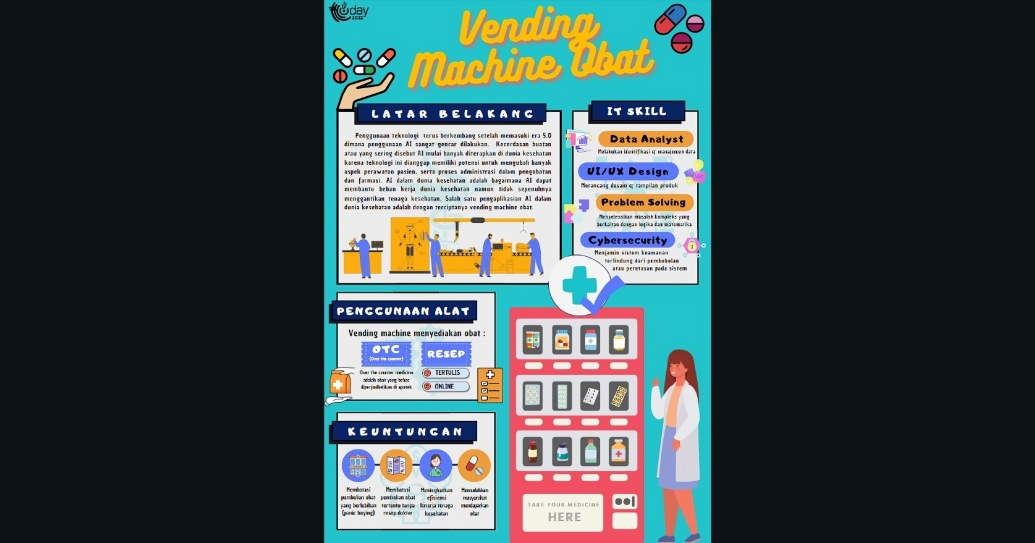 day
Vending
Machine Obat
LATAR BELAKANG
Penggunaan teknologi terus berkembang setelah memasuki era 5.0
dimana penggunaan AI sangat gencar dilakukan. Kecerdasan buatan
atau yang sering disebut AI mulai banyak diterapkan di dunia kesehatan
karena teknologi ini dianggap memiliki potensi untuk mengubah banyak
aspek perawatan pasien, serta proses administrasi dalam pengobatan
dan farmasi. AI dalam dunia kesehatan adalah bagaimana AI dapat
membantu beban kerja dunia kesehatan namun tidak sepenuhnya
menggantikan tenaga kesehatan. Salah satu pengaplikasian AI dalam
dunia kesehatan adalah dengan terciptanya vending machine obat.
IT SKILL
Data Analyst
Melakukan identifikasi & manajmen data
UI/UX Design
Merancang desain & tampilan produk
Problem Solving
Menyelesaikan masalah kompleks yang
berkaitan dengan logika dan matematika
Cybersecurity
Menjamin sistem keamanan
terlindung dari pembobolan
atau peretasan pada sistem
PENGGUNAAN ALAT
Vending machine menyediakan obat :
OTC
(Over the counter)
Over the counter medicine
adalah obat yang bebas
diperjualbelikan di apotek
RESEP
TERTULIS
ONLINE
KEUNTUNGAN
Membatasi
pembelian obat
yang berlebihan
(panic buying)
Membatasi
pembelian obat
tertentu tanpa
resep dokter
Meningkatkan
efisiensi
kinerja tenaga
kesehatan
Memudahkan
masyarakat
mendapatkan
obat
TAKE YOUR MEDICINE
HERE